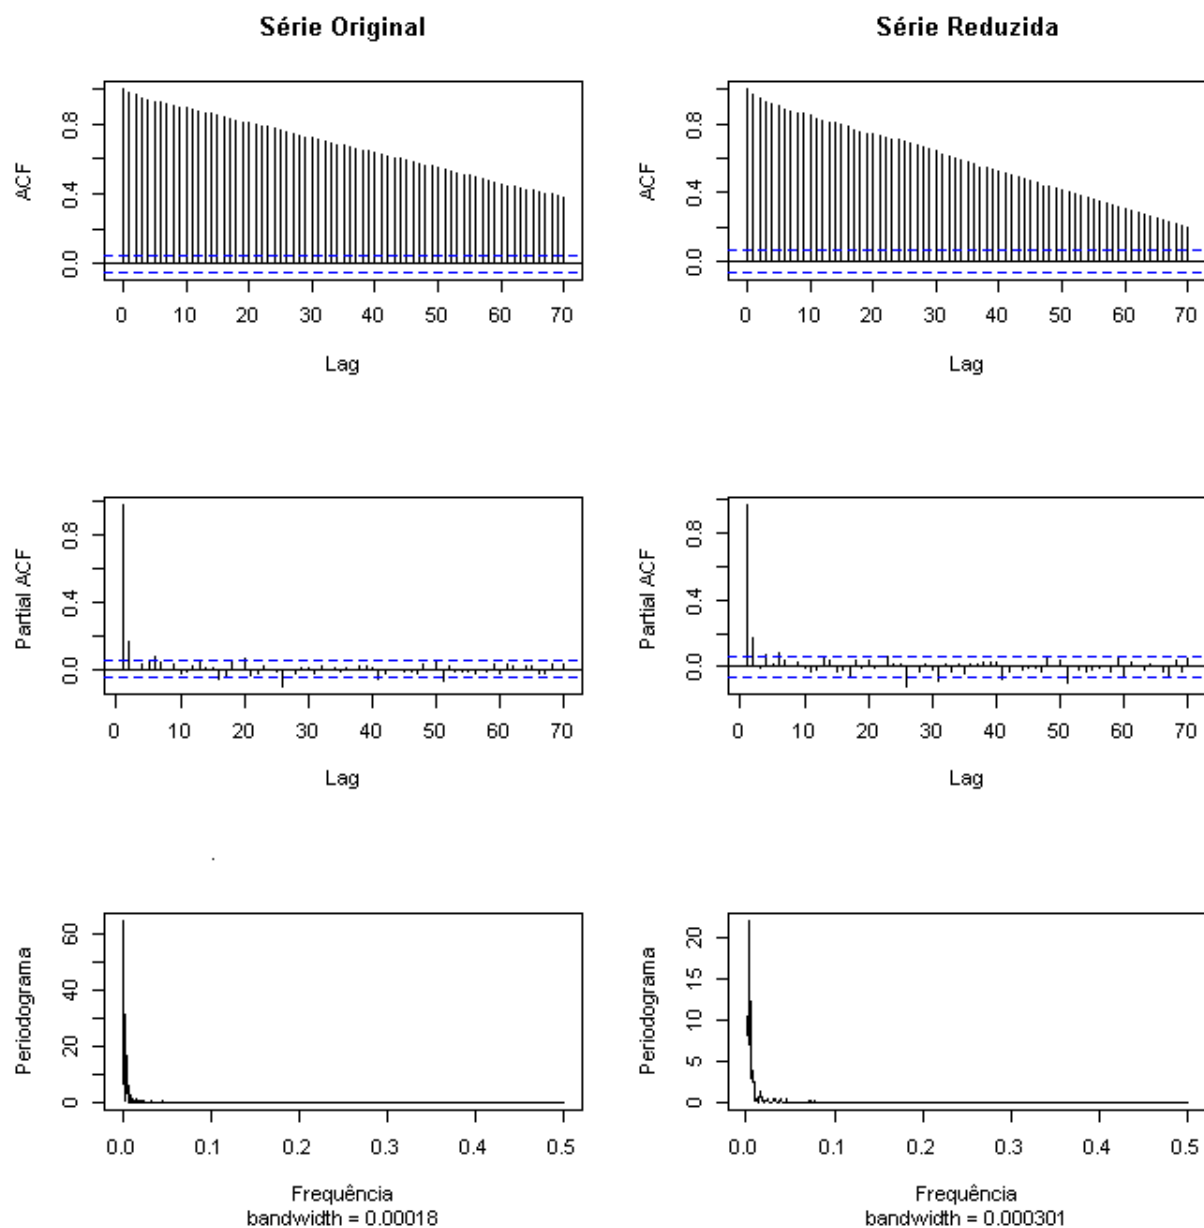 Série Original
Série Reduzida
ACF
0.0 0.4 0.8
0 10 20 30 40 50 60 70
Lag
ACF
0.0 0.4 0.8
0 10 20 30 40 50 60 70
Lag
Partial ACF
0.0 0.4 0.8
0 10 20 30 40 50 60 70
Lag
Partial ACF
0.0 0.4 0.8
0 10 20 30 40 50 60 70
Lag
Periodograma
0 20 40 60
0.0 0.1 0.2 0.3 0.4 0.5
Frequência
bandwidth = 0.00018
Periodograma
0 5 10 15 20
0.0 0.1 0.2 0.3 0.4 0.5
Frequência
bandwidth = 0.000301